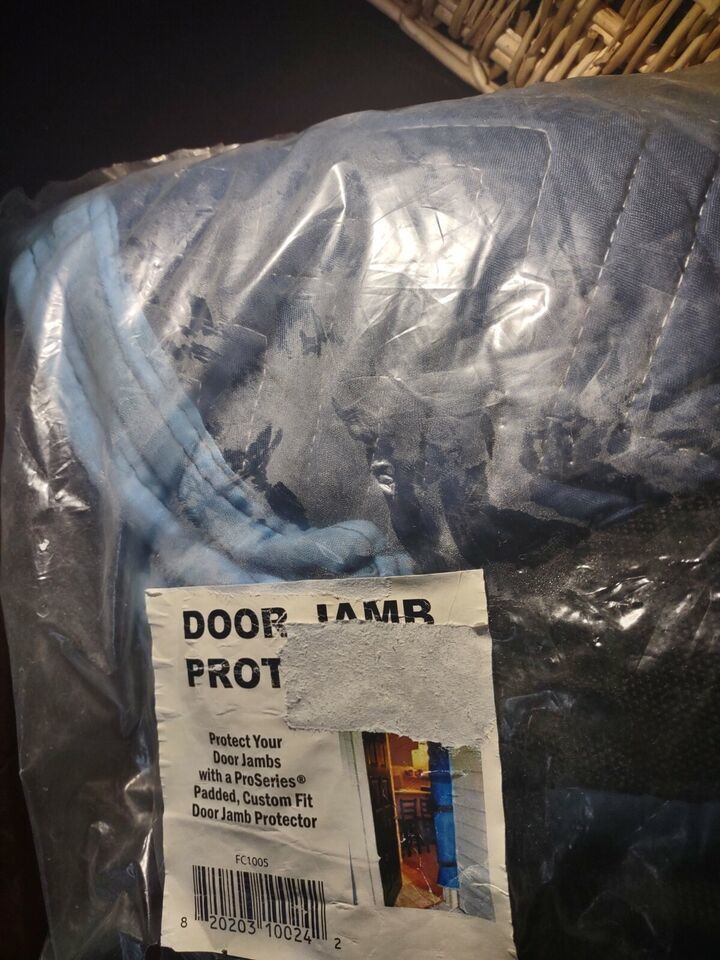 DOOR JAMB
PROT
Protect Your
Door Jambs
with a ProSeries®
Padded, Custom Fit
Door Jamb Protector
FC1005
8 20203 10024 2